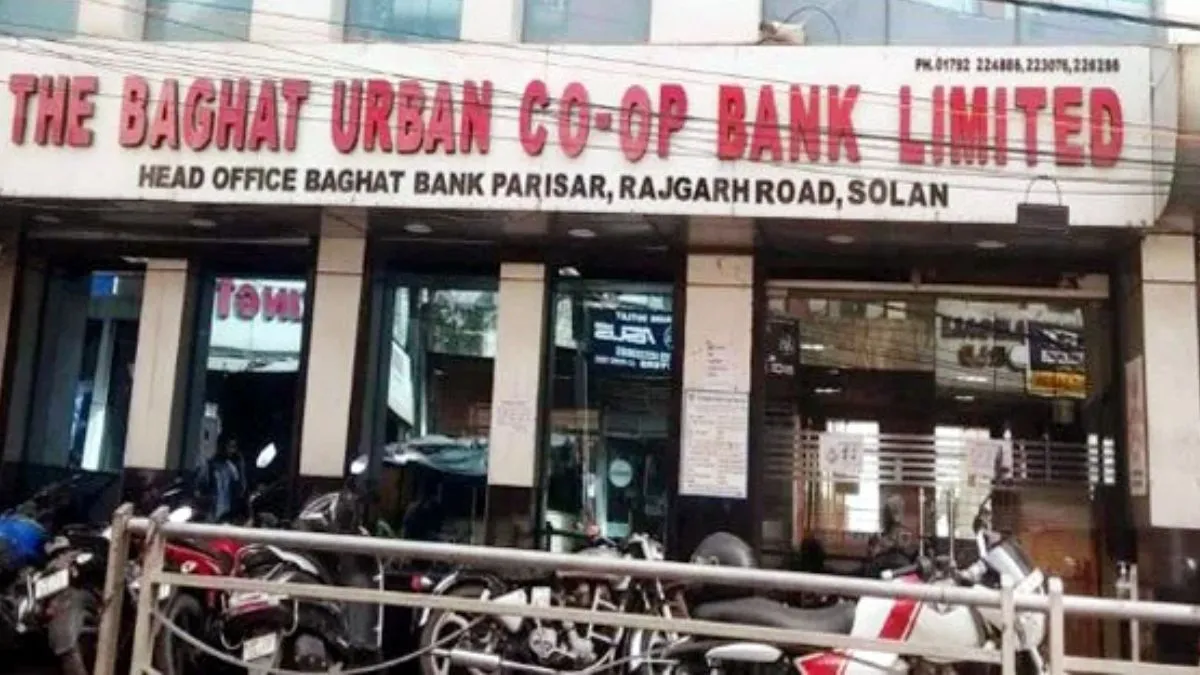 PH.01792 224886,223076,226286
THE BAGHAT URBAN CO-OP BANK LIMITED
HEAD OFFICE BAGHAT BANK PARISAR, RAJGARH ROAD, SOLAN